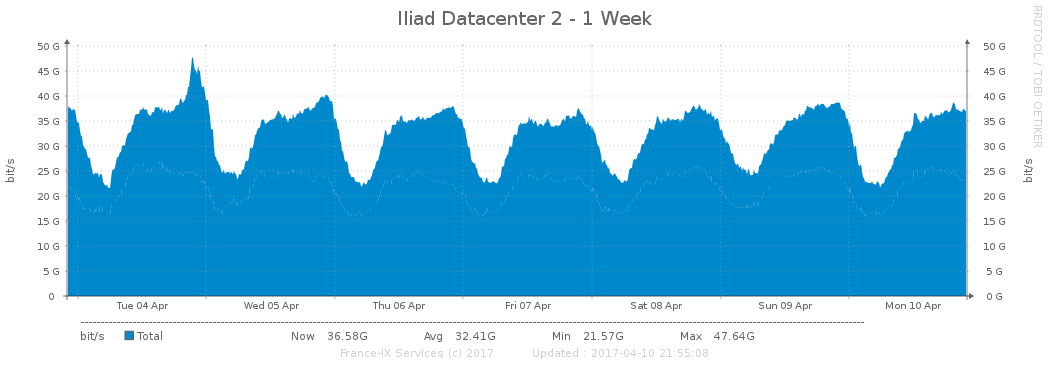 Iliad Datacenter 2 - 1 Week
RRDTOOL / TOBI OETIKER
50 G 50 G
45 G 45 G
40 G 40 G
35 G 35 G
30 G 30 G
25 G 25 G
20 G 20 G
15 G 15 G
10 G 10 G
5 G 5 G
0 0 G
bit/s
bit/s
Tue 04 Apr Wed 05 Apr Thu 06 Apr Fri 07 Apr Sat 08 Apr Sun 09 Apr Mon 10 Apr
bit/s Total Now 36.58G Avg 32.41G Min 21.57G Max 47.64G
France-IX Services (c) 2017 Updated : 2017-04-10 21:55:08